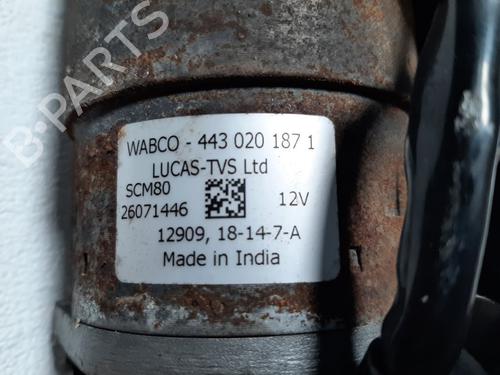 B-PARTS
WABCO - 443 020 187 1
LUCAS-TVS Ltd
SCM80
26071446
12V
12909, 18-14-7-A
Made in India